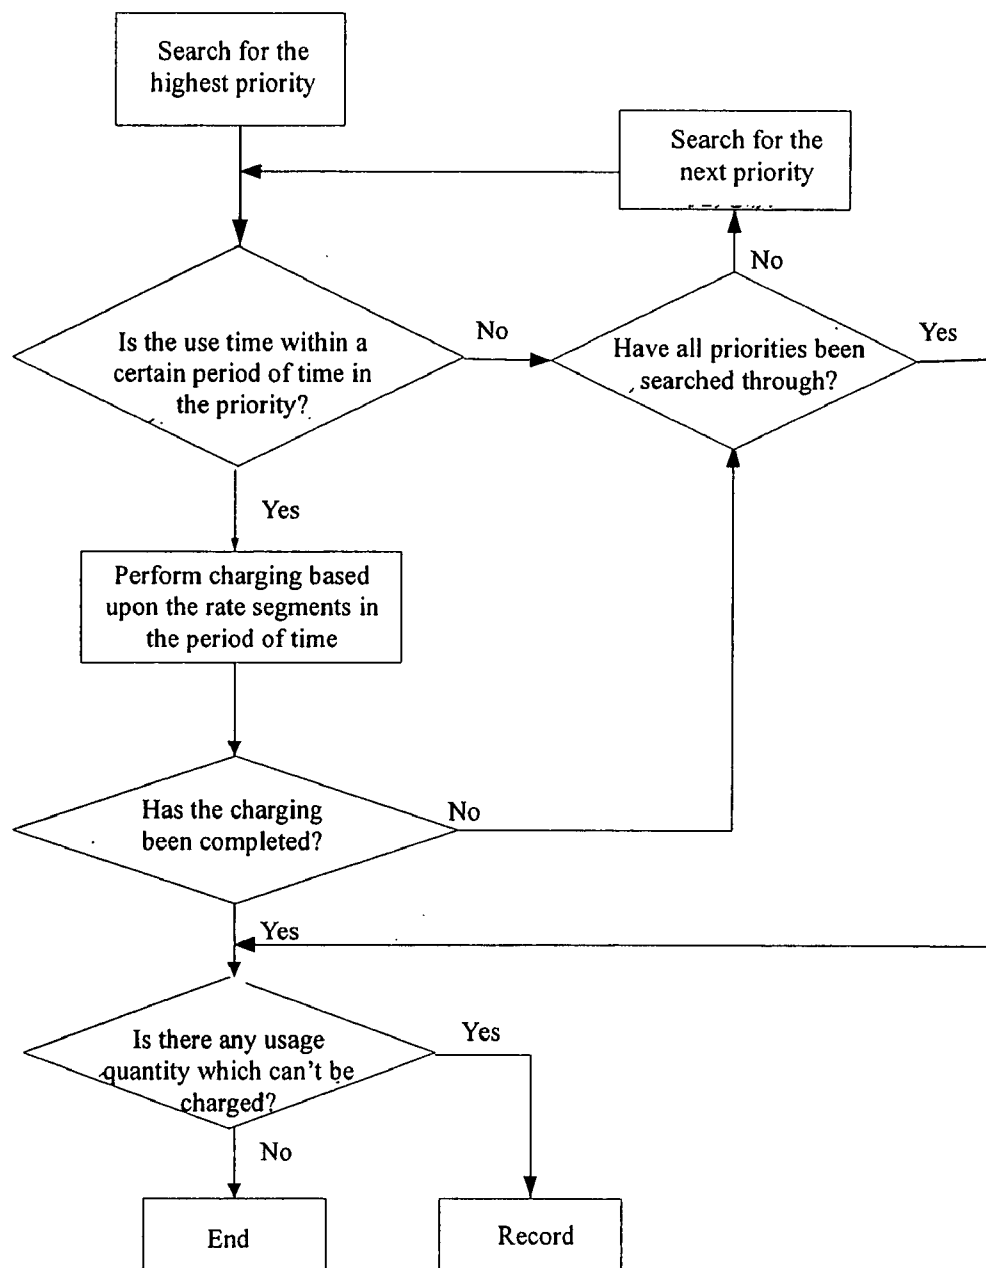 Search for the
highest priority
Search for the
next priority
No
Is the use time within a
certain period of time in
the priority?
No
Have all priorities been
searched through?
Yes
Yes
Perform charging based
upon the rate segments in
the period of time
Has the charging
been completed?
No
Yes
Is there any usage
quantity which can't be
charged?
Yes
No
End
Record